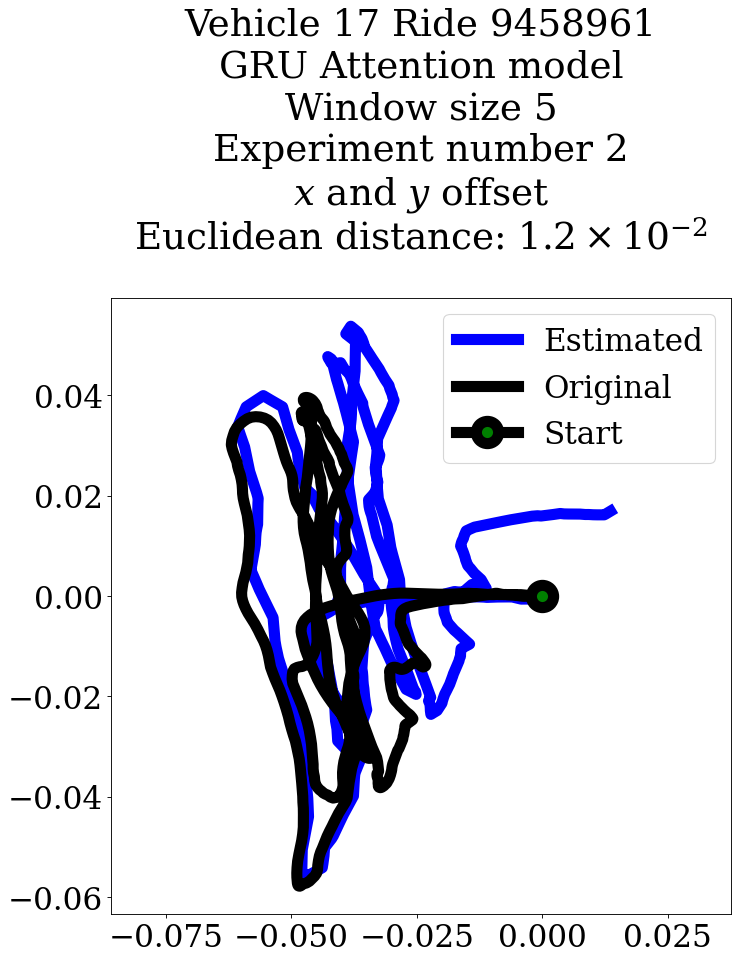 Vehicle 17 Ride 9458961
GRU Attention model
Window size 5
Experiment number 2
x and y offset
Euclidean distance: 1.2 × 10⁻²
Estimated
Original
Start
0.04
0.02
0.00
−0.02
−0.04
−0.06
−0.075 −0.050 −0.025 0.000 0.025